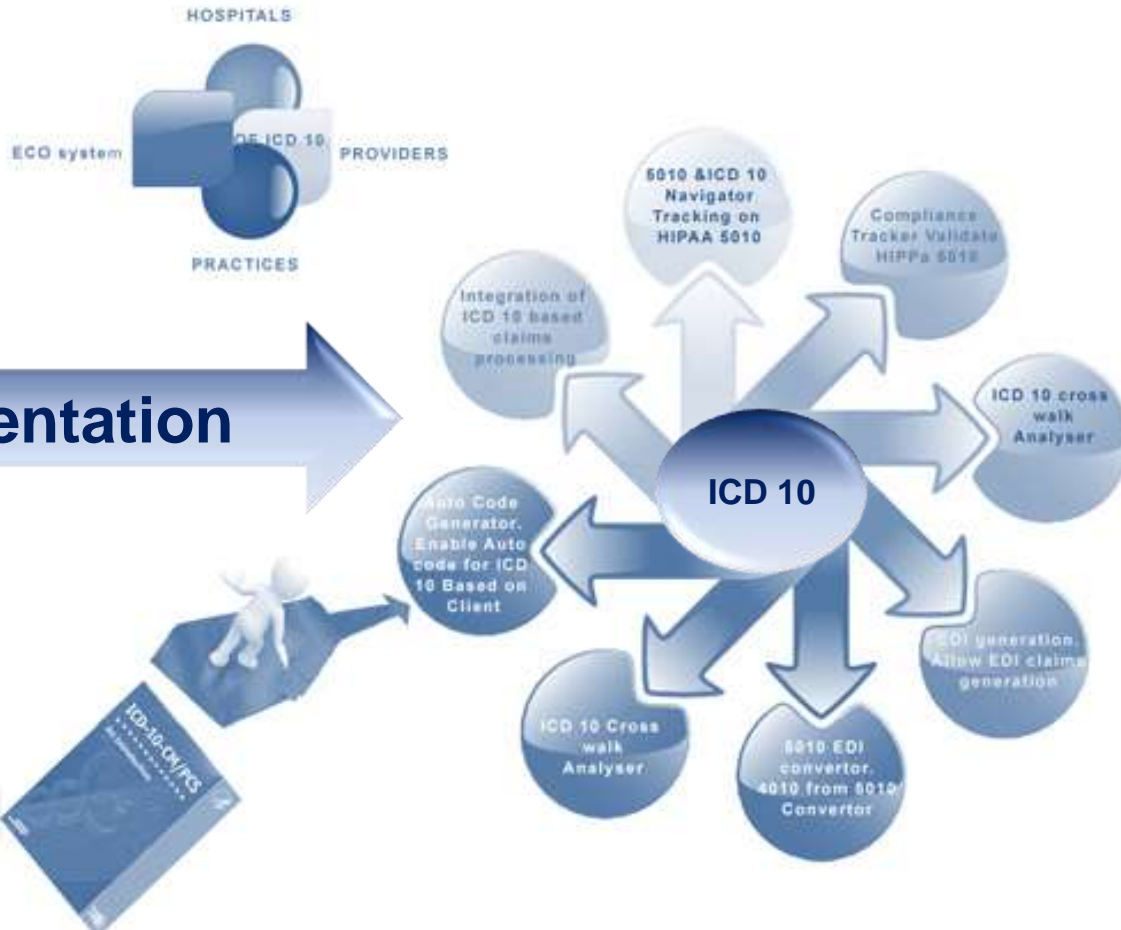 HOSPITALS
ECO system
OF ICD 10
PROVIDERS
PRACTICES
entation
5010 &ICD 10
Navigator
Tracking on
HIPAA 5010
Compliance
Tracker Validate
HIPPa 5010
Integration of
ICD 10 based
claims
processing
ICD 10 cross
walk
Analyser
ICD 10
Auto Code
Generator.
Enable Auto
code for ICD
10 Based on
Client
EDI generation.
Allow EDI claims
generation
ICD 10 Cross
walk
Analyser
5010 EDI
convertor.
4010 from 5010
Convertor
ICD-10-CM/PCS
An Introduction